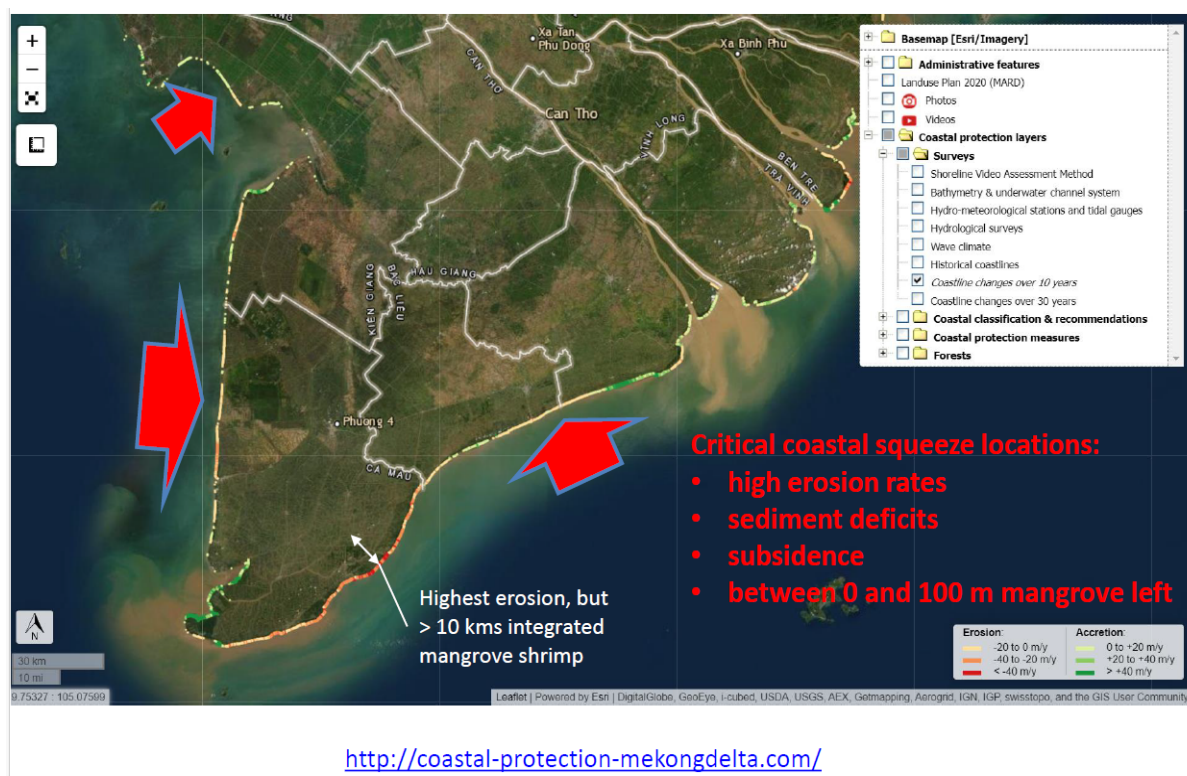 +
−
Xa Tan
Phu Dong
Xa Binh Phu
CAN THO
Can Tho
VINH LONG
BEN TRE
TRA VINH
HAU GIANG
KIEN GIANG
BAC LIEU
Phuong 4
CA MAU
Basemap [Esri/Imagery]
Administrative features
Landuse Plan 2020 (MARD)
Photos
Videos
Coastal protection layers
Surveys
Shoreline Video Assessment Method
Bathymetry & underwater channel system
Hydro-meteorological stations and tidal gauges
Hydrological surveys
Wave climate
Historical coastlines
Coastline changes over 10 years
Coastline changes over 30 years
Coastal classification & recommendations
Coastal protection measures
Forests
Critical coastal squeeze locations:
• high erosion rates
• sediment deficits
• subsidence
• between 0 and 100 m mangrove left
Highest erosion, but
> 10 kms integrated
mangrove shrimp
Erosion: Accretion:
-20 to 0 m/y 0 to +20 m/y
-40 to -20 m/y +20 to +40 m/y
< -40 m/y > +40 m/y
N
30 km
10 mi
9.75327 : 105.07599
Leaflet | Powered by Esri | DigitalGlobe, GeoEye, i-cubed, USDA, USGS, AEX, Getmapping, Aerogrid, IGN, IGP, swisstopo, and the GIS User Community
http://coastal-protection-mekongdelta.com/